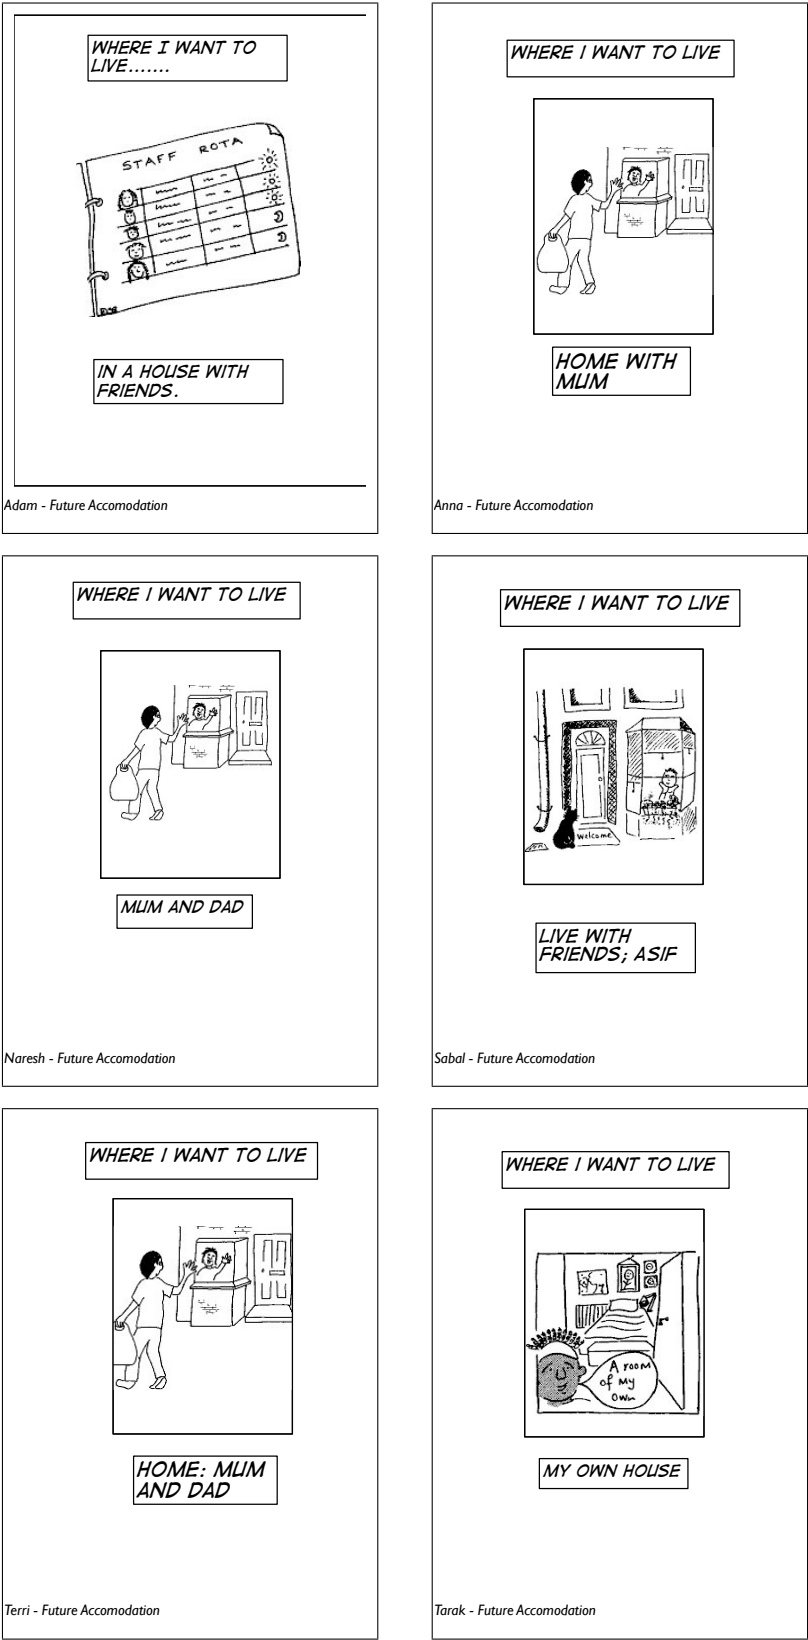 WHERE I WANT TO
LIVE.......
STAFF ROTA
IN A HOUSE WITH
FRIENDS.
Adam - Future Accomodation
WHERE I WANT TO LIVE
HOME WITH
MUM
Anna - Future Accomodation
WHERE I WANT TO LIVE
MUM AND DAD
Naresh - Future Accomodation
WHERE I WANT TO LIVE
Welcome
LIVE WITH
FRIENDS; ASIF
Sabal - Future Accomodation
WHERE I WANT TO LIVE
HOME: MUM
AND DAD
Terri - Future Accomodation
WHERE I WANT TO LIVE
A room
of My
Own
MY OWN HOUSE
Tarak - Future Accomodation